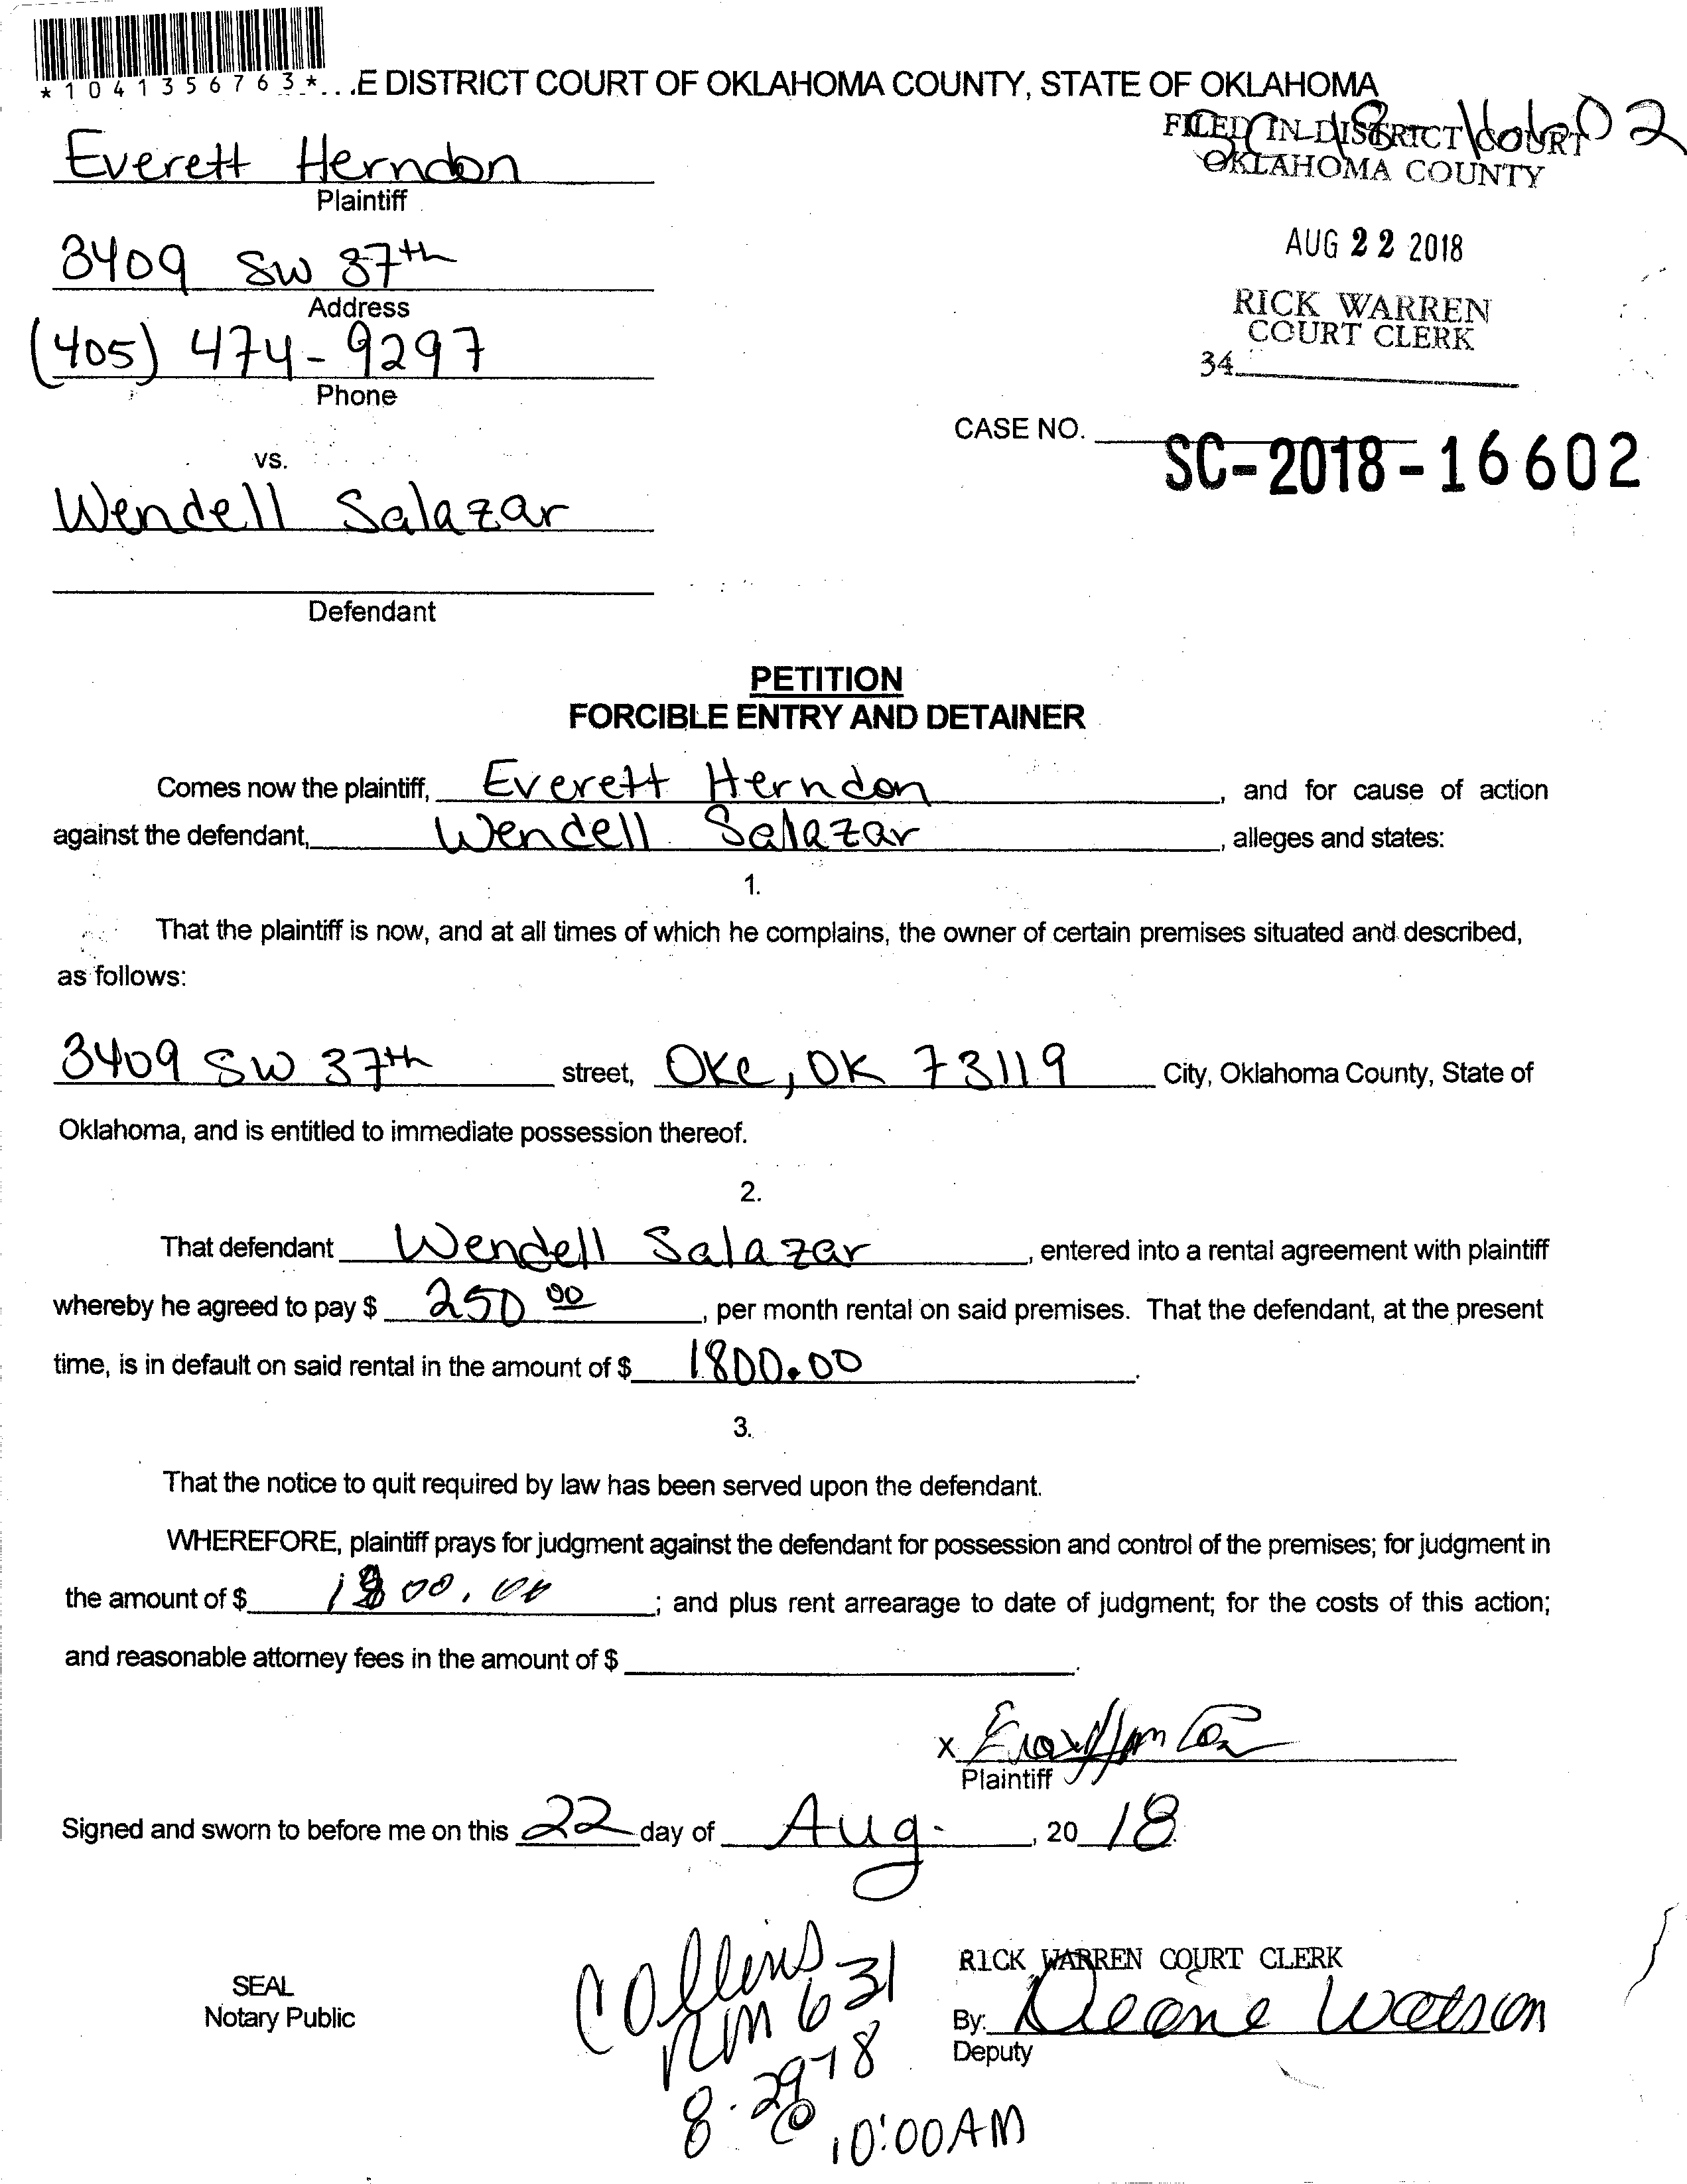 *1041356763*...E DISTRICT COURT OF OKLAHOMA COUNTY, STATE OF OKLAHOMA
FILED IN DISTRICT COURT
OKLAHOMA COUNTY
Everett Herndon
Plaintiff
3409 SW 37th
Address
AUG 22 2018
RICK WARREN
COURT CLERK
34
(405) 474-9297
Phone
CASE NO. SC-2018-16602
vs.
Wendell Salazar
Defendant
PETITION
FORCIBLE ENTRY AND DETAINER
Comes now the plaintiff, Everett Herndon, and for cause of action
against the defendant, Wendell Salazar, alleges and states:
1.
That the plaintiff is now, and at all times of which he complains, the owner of certain premises situated and described,
as follows:
3409 SW 37th street, OKC, OK 73119 City, Oklahoma County, State of
Oklahoma, and is entitled to immediate possession thereof.
2.
That defendant Wendell Salazar, entered into a rental agreement with plaintiff
whereby he agreed to pay $ 250 00, per month rental on said premises. That the defendant, at the present
time, is in default on said rental in the amount of $ 1800.00.
3.
That the notice to quit required by law has been served upon the defendant.
WHEREFORE, plaintiff prays for judgment against the defendant for possession and control of the premises; for judgment in
the amount of $ 1800.00; and plus rent arrearage to date of judgment; for the costs of this action;
and reasonable attorney fees in the amount of $ .
X
Plaintiff
Signed and sworn to before me on this 22 day of Aug., 20 18
Collins
RM 631
8-29-18
@ 10:00AM
SEAL
Notary Public
RICK WARREN COURT CLERK
By: Deane Watson
Deputy